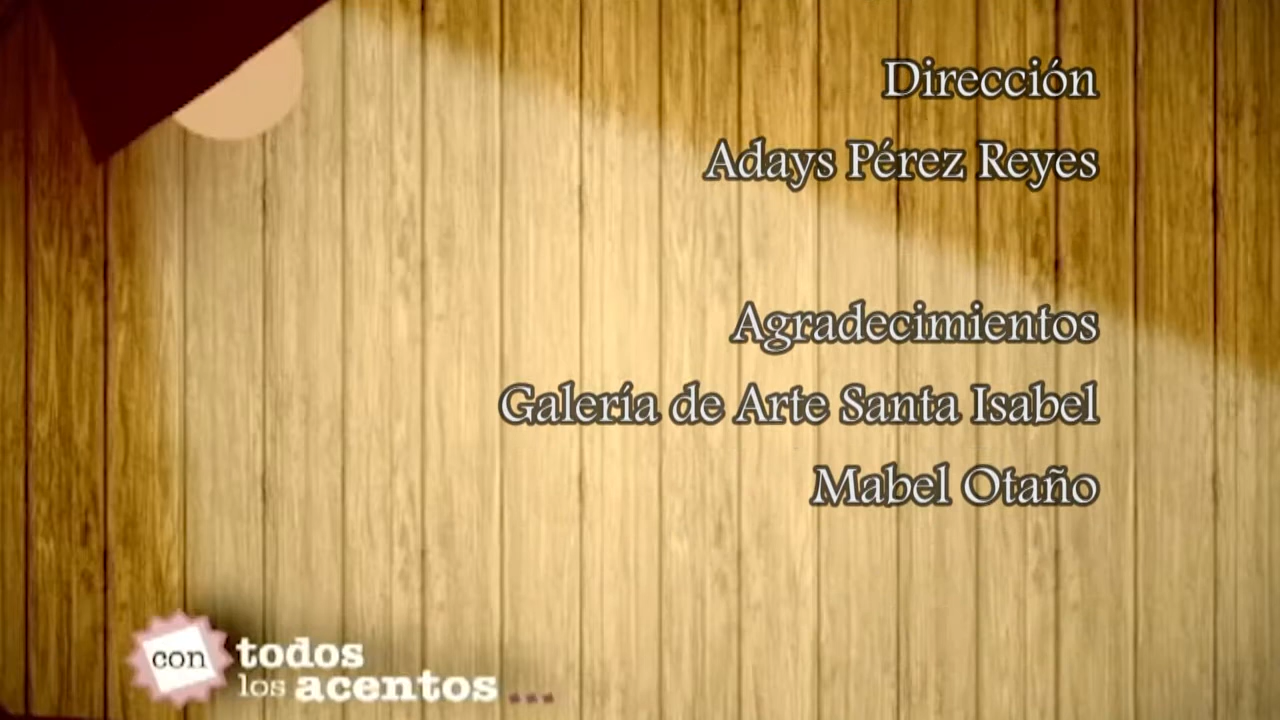 Dirección
Adays Pérez Reyes
Agradecimientos
Galería de Arte Santa Isabel
Mabel Otaño
con todos
los acentos...